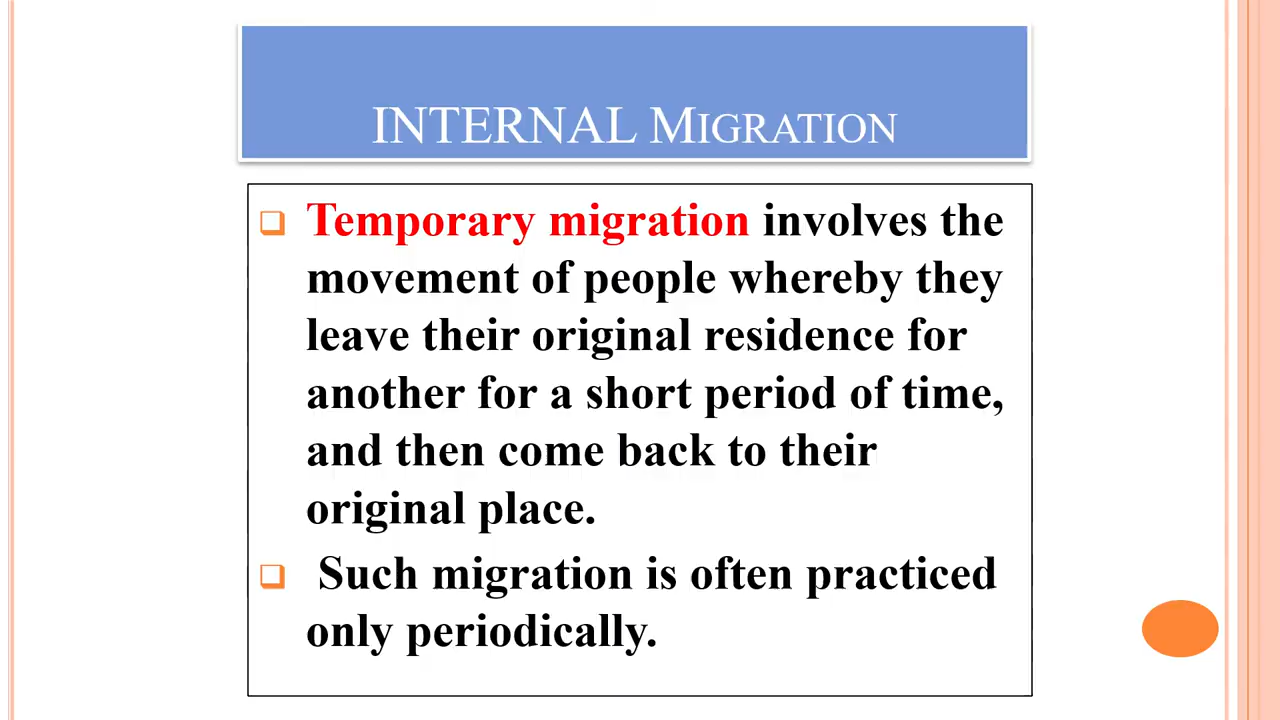 INTERNAL MIGRATION
Temporary migration involves the
movement of people whereby they
leave their original residence for
another for a short period of time,
and then come back to their
original place.
Such migration is often practiced
only periodically.